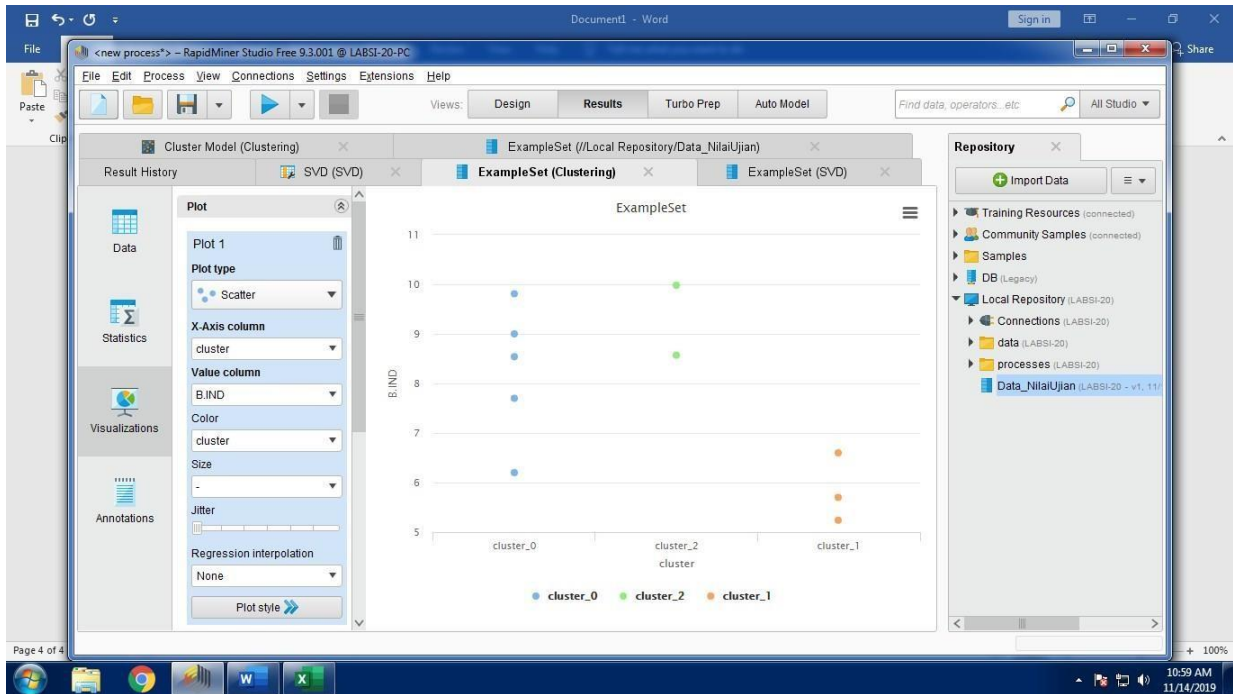 Document1 - Word
Sign in
File
Share
Paste
Clip
<new process*> – RapidMiner Studio Free 9.3.001 @ LABSI-20-PC
File Edit Process View Connections Settings Extensions Help
Views: Design Results Turbo Prep Auto Model
Find data, operators...etc
All Studio
Cluster Model (Clustering)
ExampleSet (//Local Repository/Data_NilaiUjian)
Result History
SVD (SVD)
ExampleSet (Clustering)
ExampleSet (SVD)
Data
Statistics
Visualizations
Annotations
Plot
Plot 1
Plot type
Scatter
X-Axis column
cluster
Value column
B.IND
Color
cluster
Size
-
Jitter
Regression interpolation
None
Plot style
ExampleSet
11
10
9
8
7
6
5
B.IND
cluster_0 cluster_2 cluster_1
cluster
cluster_0 cluster_2 cluster_1
Repository
Import Data
Training Resources (connected)
Community Samples (connected)
Samples
DB (Legacy)
Local Repository (LABSI-20)
Connections (LABSI-20)
data (LABSI-20)
processes (LABSI-20)
Data_NilaiUjian (LABSI-20 - v1, 11/
Page 4 of 4
100%
10:59 AM
11/14/2019